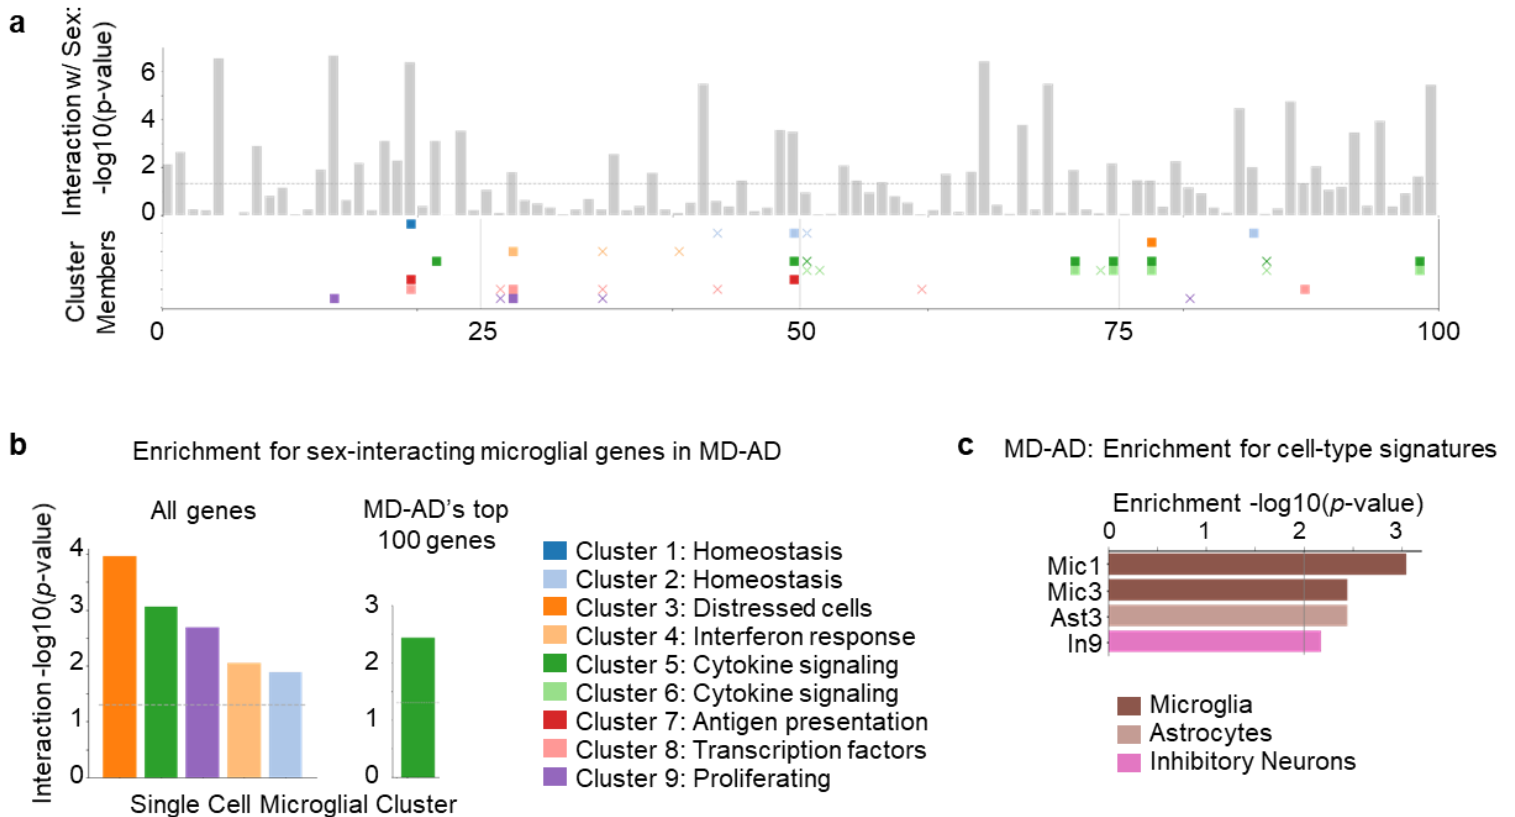 a
Interaction w/ Sex:
-log10(p-value)
6
4
2
0
Cluster
Members
0
25
50
75
100
b
Enrichment for sex-interacting microglial genes in MD-AD
All genes
MD-AD's top
100 genes
Interaction -log10(p-value)
4
3
2
1
0
3
2
1
0
Single Cell Microglial Cluster
Cluster 1: Homeostasis
Cluster 2: Homeostasis
Cluster 3: Distressed cells
Cluster 4: Interferon response
Cluster 5: Cytokine signaling
Cluster 6: Cytokine signaling
Cluster 7: Antigen presentation
Cluster 8: Transcription factors
Cluster 9: Proliferating
c
MD-AD: Enrichment for cell-type signatures
Enrichment -log10(p-value)
0 1 2 3
Mic1
Mic3
Ast3
In9
Microglia
Astrocytes
Inhibitory Neurons